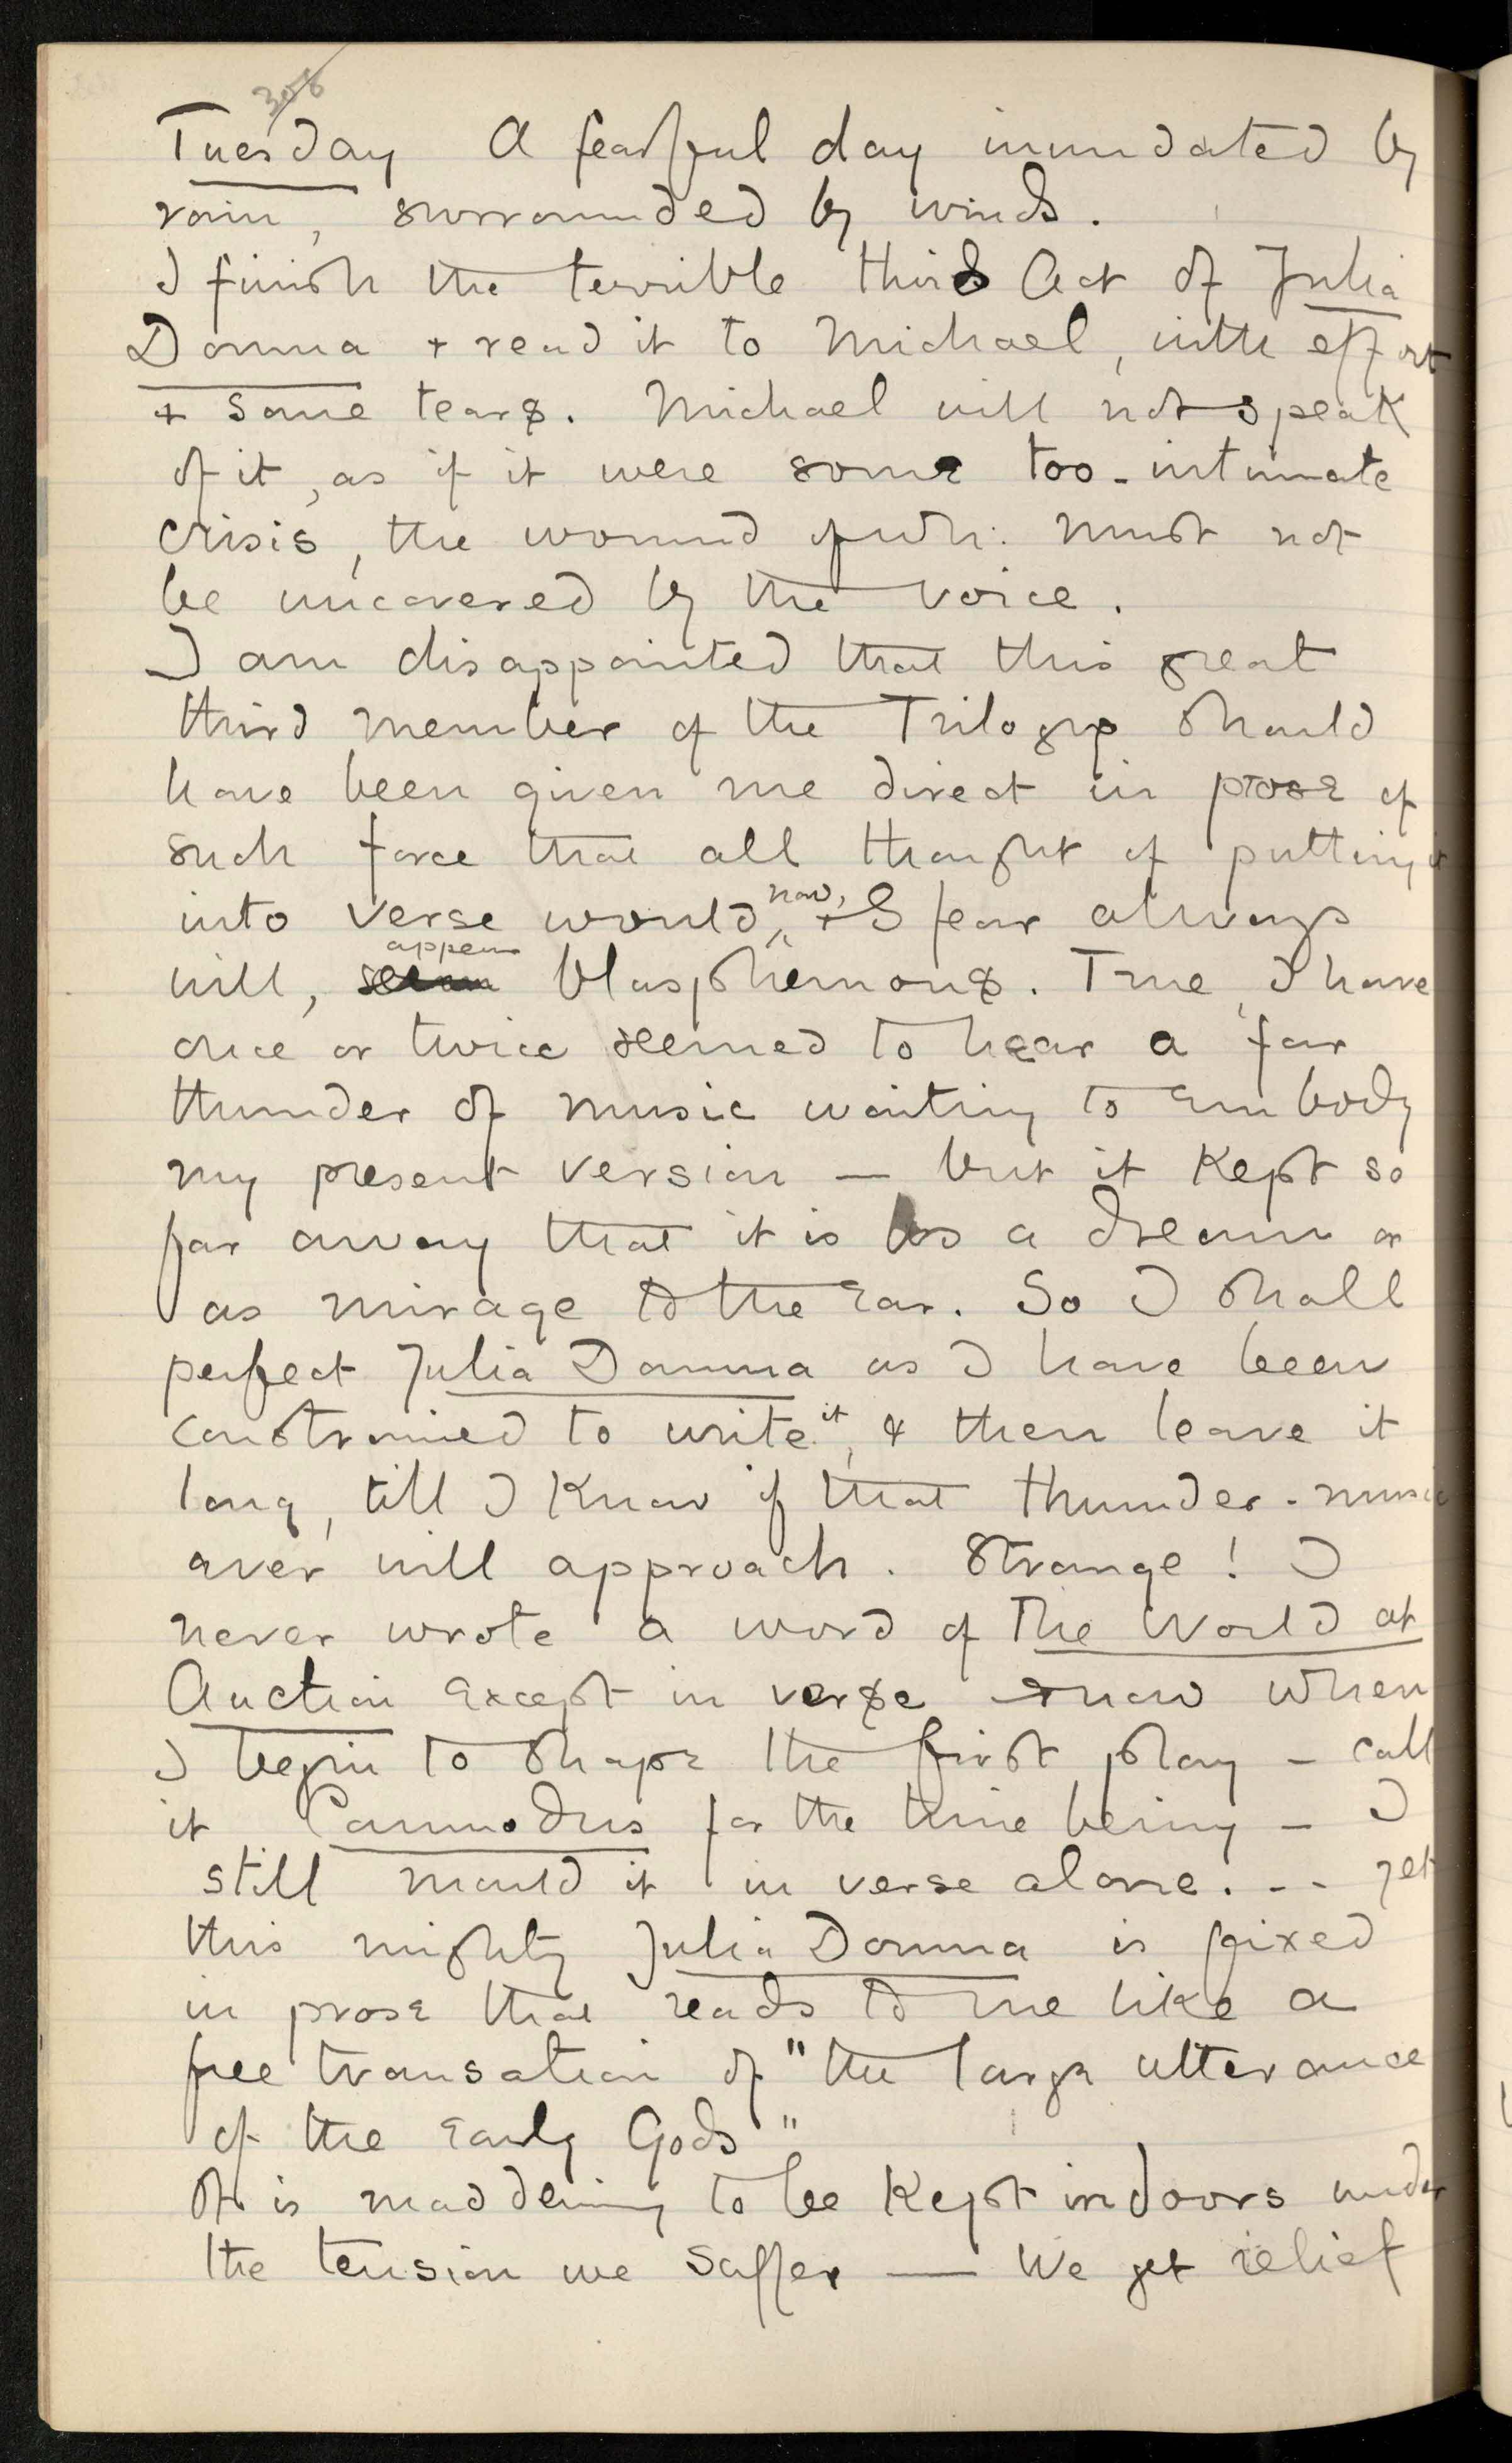 306
Tuesday A fearful day inundated by
rain, surrounded by winds.
I finish the terrible third Act of Julia
Domna + read it to Michael, with effort
+ some tears. Michael will not speak
of it, as if it were some too-intimate
crisis, the wound of wh: must not
be uncovered by the voice.
I am disappointed that this great
third member of the Trilogy should
have been given me direct in prose of
such force that all thought of putting it
into verse would, now, + I fear always
will, seem appear blasphemous. True, I have
once or twice seemed to hear a far
thunder of music waiting to embody
my present version — but it kept so
far away that it is as a dream or
as mirage to the ear. So I shall
perfect Julia Domna as I have been
constrained to write it, & then leave it
long, till I know if that thunder-music
ever will approach. Strange! I
never wrote a word of The World at
Auction except in verse + now when
I begin to shape the first play — call
it Commodus for the time being — I
still mould it in verse alone... yet
this mighty Julia Domna is fixed
in prose that reads to me like a
free transation of "the large utterance
of the early Gods"
It is maddening to be kept indoors under
the tension we suffer — We get relief